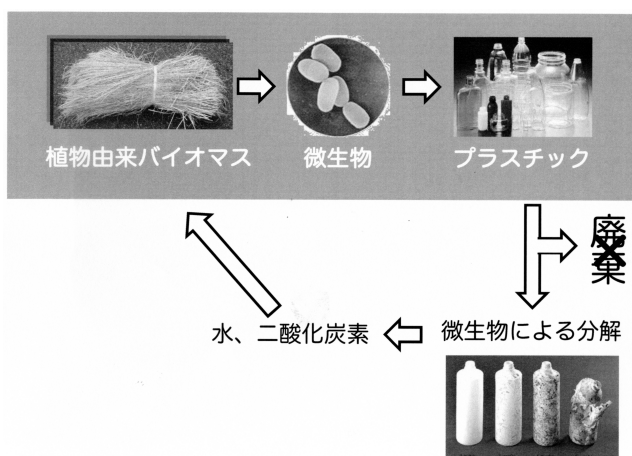 植物由来バイオマス
微生物
プラスチック
廃棄
水、二酸化炭素
微生物による分解